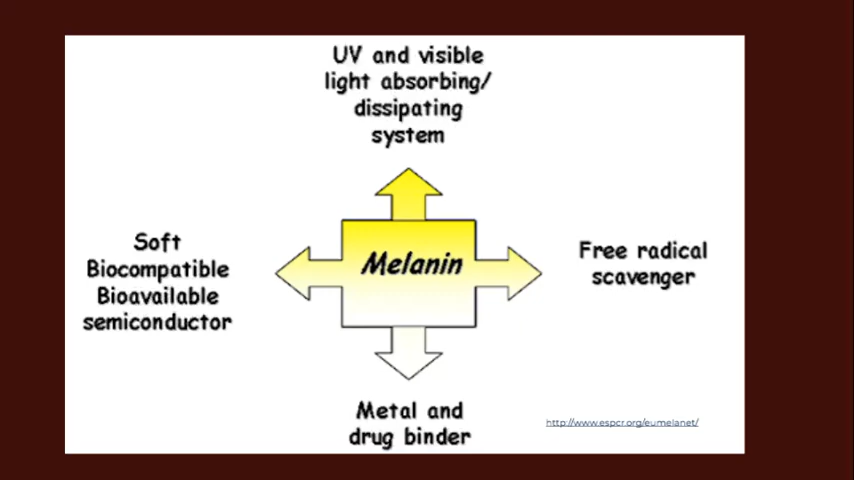 UV and visible
light absorbing/
dissipating
system
Soft
Biocompatible
Bioavailable
semiconductor
Melanin
Free radical
scavenger
Metal and
drug binder
http://www.espcr.org/eumelanet/